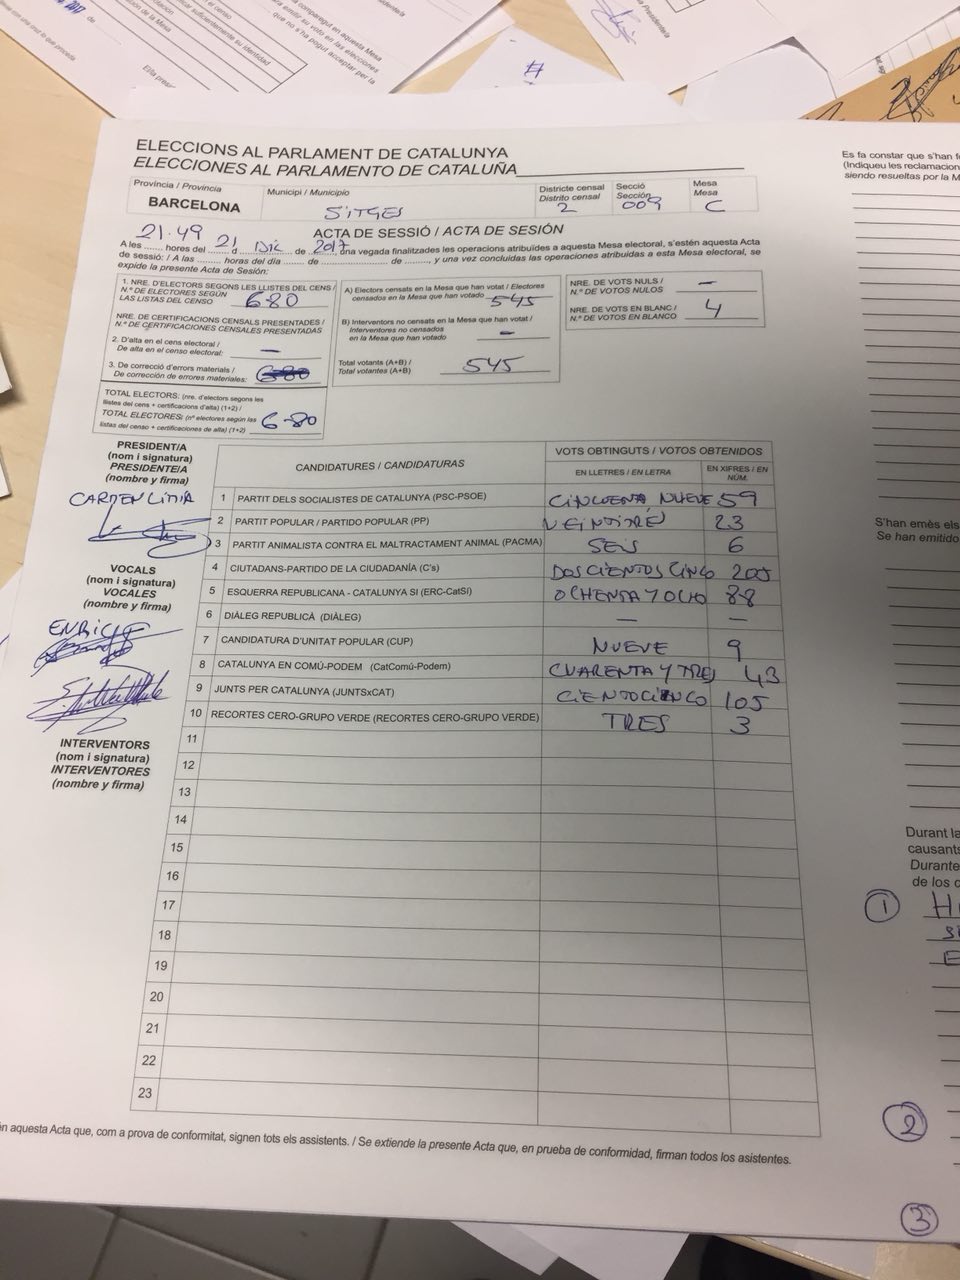 ELECCIONS AL PARLAMENT DE CATALUNYA
ELECCIONES AL PARLAMENTO DE CATALUÑA
Província / Provincia
BARCELONA
Municipi / Municipio
SITGES
Districte censal
Distrito censal
2
Secció
Sección
009
Mesa
Mesa
C
21.49 ACTA DE SESSIÓ / ACTA DE SESIÓN
A les ........ hores del 21 d Dic de 2017, una vegada finalitzades les operacions atribuïdes a aquesta Mesa electoral, s'estén aquesta Acta
de sessió: / A las ........ horas del día ........ de ........ de ........, y una vez concluidas las operaciones atribuidas a esta Mesa electoral, se
expide la presente Acta de Sesión:
1. NRE. D'ELECTORS SEGONS LES LLISTES DEL CENS /
N.º DE ELECTORES SEGÚN
LAS LISTAS DEL CENSO 680
NRE. DE CERTIFICACIONS CENSALS PRESENTADES /
N.º DE CERTIFICACIONES CENSALES PRESENTADAS
2. D'alta en el cens electoral: /
De alta en el censo electoral: —
3. De correcció d'errors materials /
De corrección de errores materiales: 680
TOTAL ELECTORS: (nre. d'electors segons les
llistes del cens + certificacions d'alta) (1+2) /
TOTAL ELECTORES: (nº electores según las
listas del censo + certificaciones de alta) (1+2) 680
A) Electors censats en la Mesa que han votat / Electores
censados en la Mesa que han votado 545
B) Interventors no censats en la Mesa que han votat /
Interventores no censados
en la Mesa que han votado —
Total votants (A+B) /
Total votantes (A+B) 545
NRE. DE VOTS NULS /
N.º DE VOTOS NULOS —
NRE. DE VOTS EN BLANC /
N.º DE VOTOS EN BLANCO 4
PRESIDENT/A
(nom i signatura)
PRESIDENTE/A
(nombre y firma)
CARMEN
VOCALS
(nom i signatura)
VOCALES
(nombre y firma)
INTERVENTORS
(nom i signatura)
INTERVENTORES
(nombre y firma)
CANDIDATURES / CANDIDATURAS
VOTS OBTINGUTS / VOTOS OBTENIDOS
EN LLETRES / EN LETRA
EN XIFRES / EN NÚM.
1 PARTIT DELS SOCIALISTES DE CATALUNYA (PSC-PSOE) CINCUENA NUEVE 59
2 PARTIT POPULAR / PARTIDO POPULAR (PP) VEINTITRES 23
3 PARTIT ANIMALISTA CONTRA EL MALTRACTAMENT ANIMAL (PACMA) SEIS 6
4 CIUTADANS-PARTIDO DE LA CIUDADANÍA (C's) DOSCIENTOS CINCO 205
5 ESQUERRA REPUBLICANA - CATALUNYA SI (ERC-CatSÍ) OCHENTA Y OCHO 88
6 DIÀLEG REPUBLICÀ (DIÀLEG) — —
7 CANDIDATURA D'UNITAT POPULAR (CUP) NUEVE 9
8 CATALUNYA EN COMÚ-PODEM (CatComú-Podem) CUARENTA Y TRES 43
9 JUNTS PER CATALUNYA (JUNTSxCAT) CIENTOCINCO 105
10 RECORTES CERO-GRUPO VERDE (RECORTES CERO-GRUPO VERDE) TRES 3
11
12
13
14
15
16
17
18
19
20
21
22
23
én aquesta Acta que, com a prova de conformitat, signen tots els assistents. / Se extiende la presente Acta que, en prueba de conformidad, firman todos los asistentes.
Es fa constar que s'han
(Indiqueu les reclamacion
siendo resueltas por la M
S'han emès els
Se han emitido
Durant la
causants
Durante
de los
1
2
3